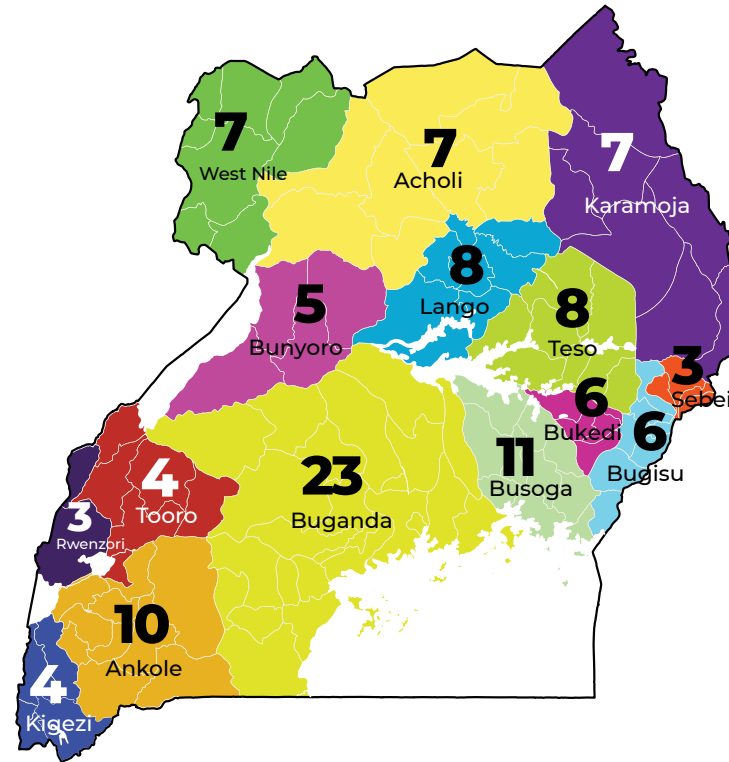 7
West Nile
7
Acholi
7
Karamoja
8
Lango
5
Bunyoro
8
Teso
3
Sebei
6
Bukedi
6
Bugisu
11
Busoga
23
Buganda
4
Tooro
3
Rwenzori
10
Ankole
4
Kigezi